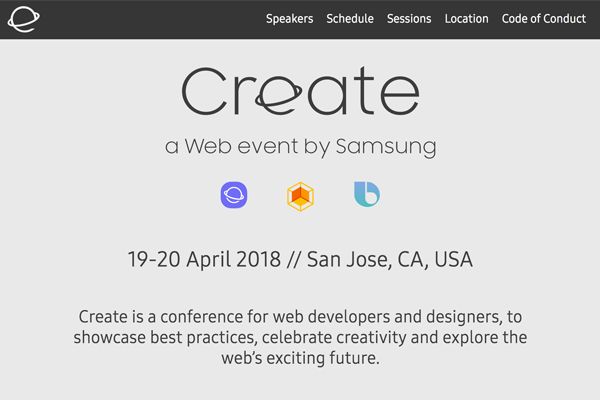 Speakers Schedule Sessions Location Code of Conduct
Create
a Web event by Samsung
19-20 April 2018 // San Jose, CA, USA
Create is a conference for web developers and designers, to
showcase best practices, celebrate creativity and explore the
web's exciting future.